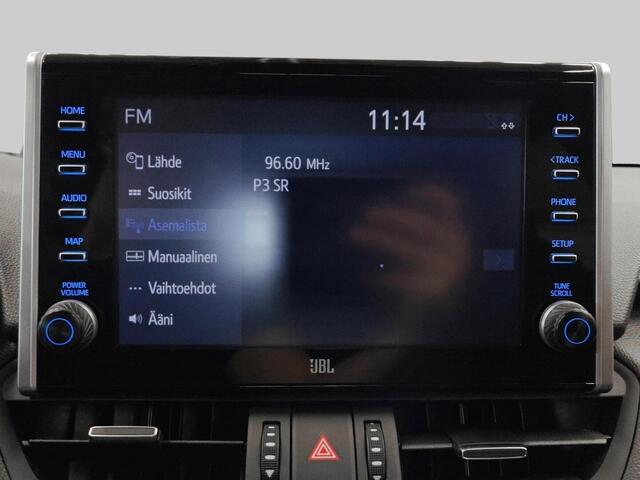 HOME
MENU
AUDIO
MAP
POWER
VOLUME
FM
11:14
Lähde
Suosikit
Asemalista
Manuaalinen
Vaihtoehdot
Ääni
96.60 MHz
P3 SR
CH >
<TRACK
PHONE
SETUP
TUNE
SCROLL
JBL